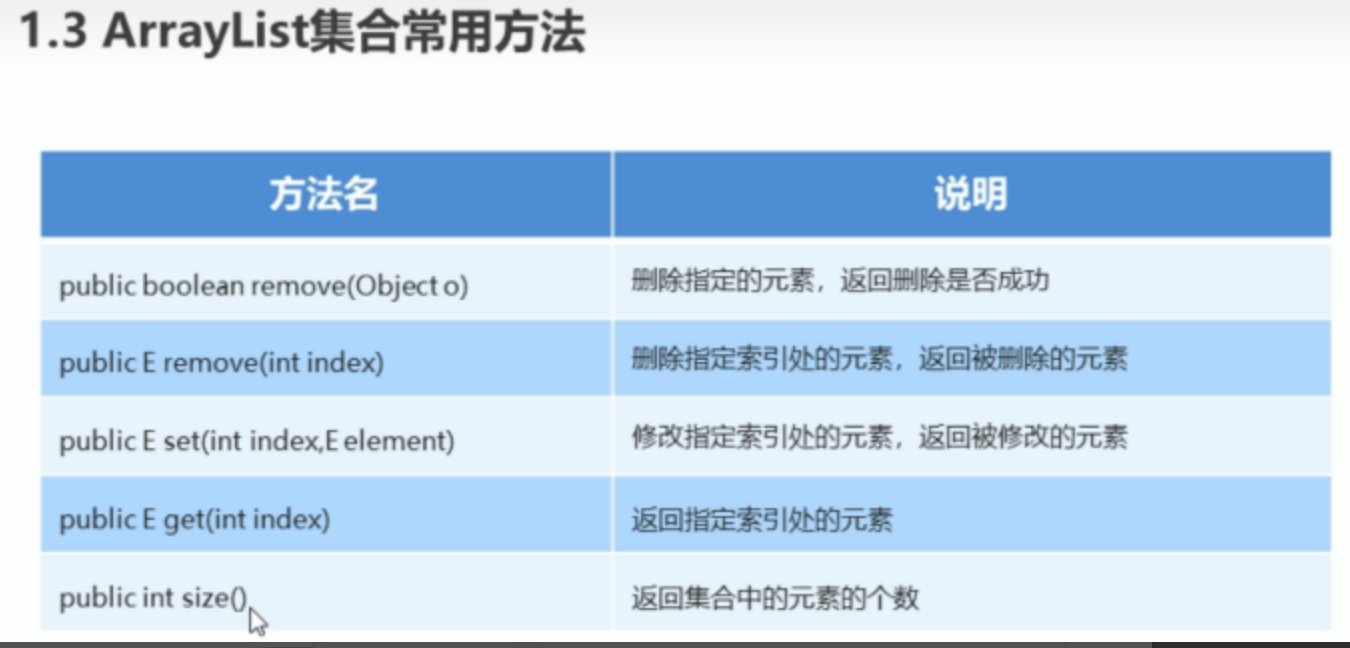 1.3 ArrayList集合常用方法
方法名 说明
public boolean remove(Object o) 删除指定的元素，返回删除是否成功
public E remove(int index) 删除指定索引处的元素，返回被删除的元素
public E set(int index,E element) 修改指定索引处的元素，返回被修改的元素
public E get(int index) 返回指定索引处的元素
public int size() 返回集合中的元素的个数